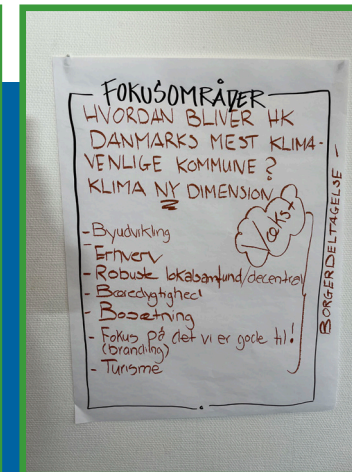 FOKUSOMRÅDER
HVORDAN BLIVER HK
DANMARKS MEST KLIMA-
VENLIGE KOMMUNE?
KLIMA NY DIMENSION
Vækst
- Byudvikling
- Erhverv
- Robuste lokalsamfund/decentral
- Bæredygtighed
- Bosætning
- Fokus på det vi er gode til!
(branding)
- Turisme
BORGERDELTAGELSE -